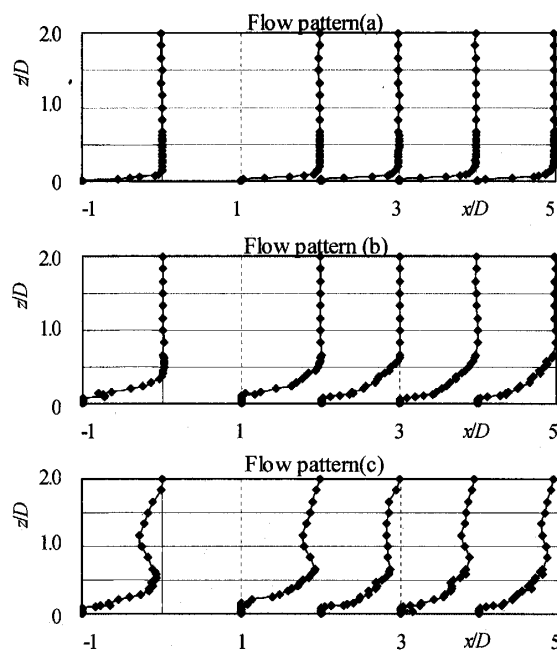 Flow pattern(a)
2.0
z/D
1.0
0
-1 1 3 x/D 5
Flow pattern (b)
2.0
z/D
1.0
0
-1 1 3 x/D 5
Flow pattern(c)
2.0
z/D
1.0
0
-1 1 3 x/D 5